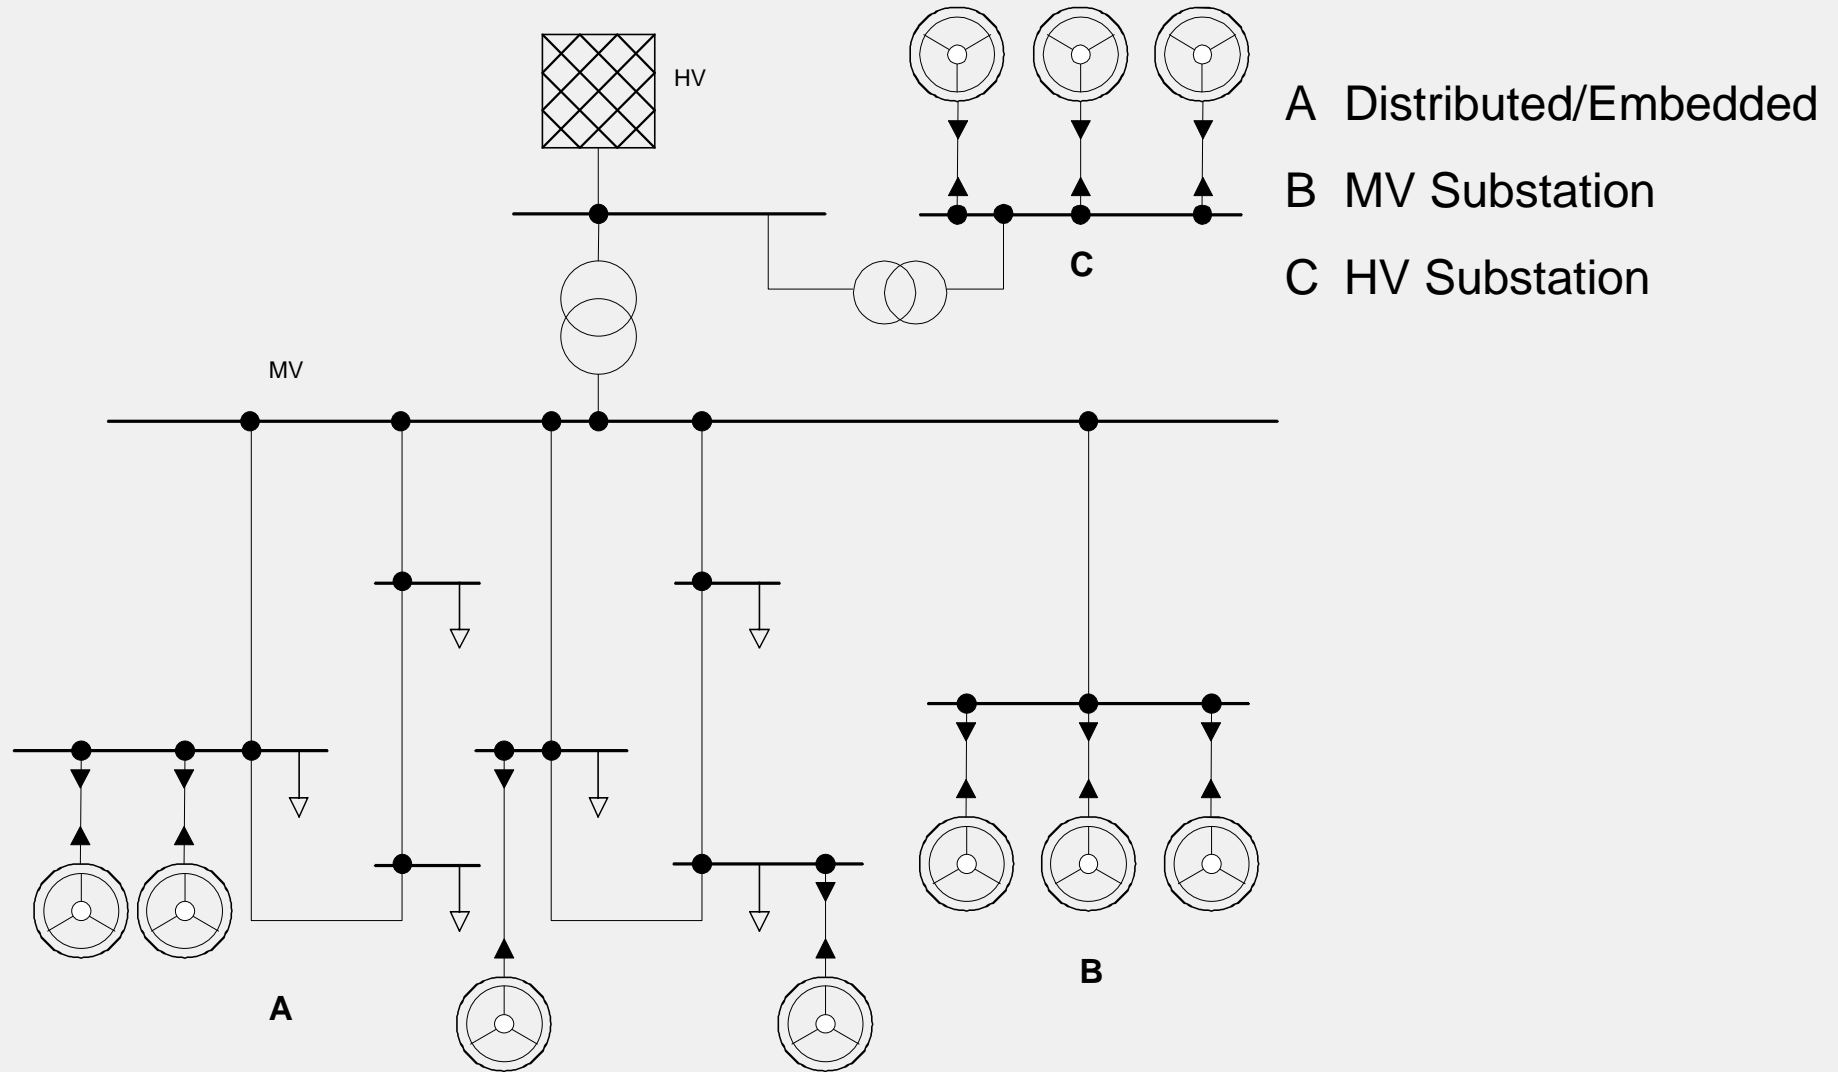 HV
A Distributed/Embedded
B MV Substation
C
C HV Substation
MV
B
A